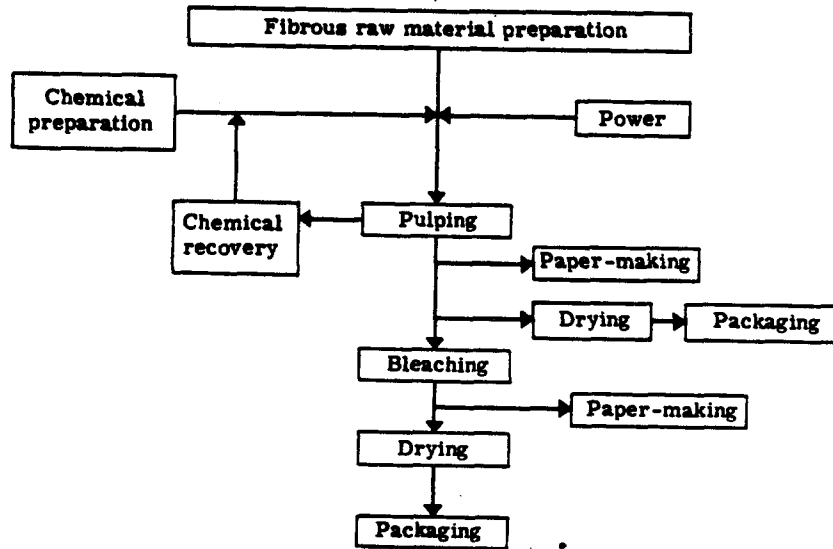 Fibrous raw material preparation
Chemical
preparation
Power
Chemical
recovery
Pulping
Paper-making
Drying
Packaging
Bleaching
Paper-making
Drying
Packaging